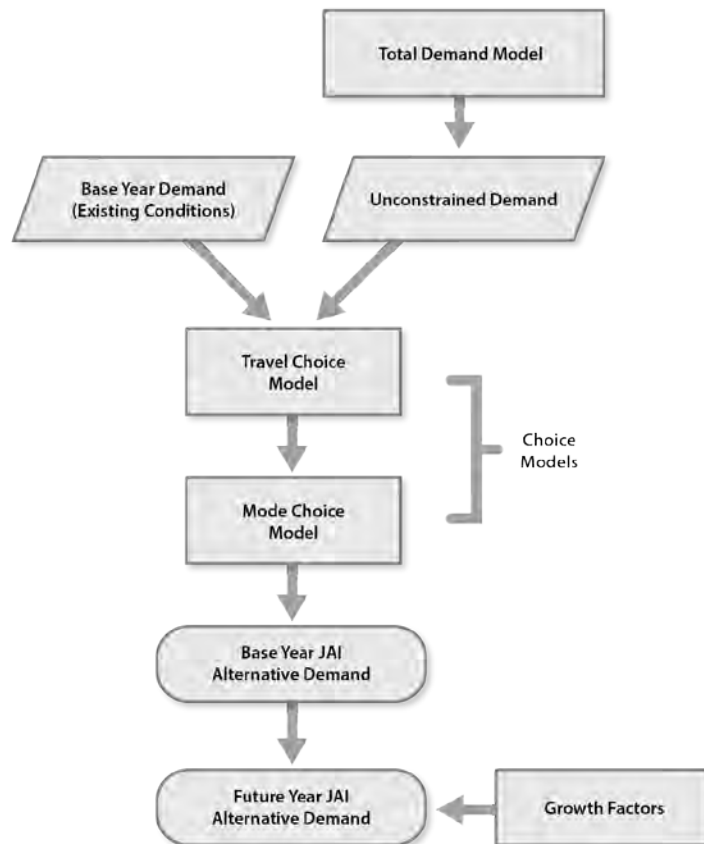 Total Demand Model
Base Year Demand
(Existing Conditions)
Unconstrained Demand
Travel Choice
Model
Choice
Models
Mode Choice
Model
Base Year JAI
Alternative Demand
Future Year JAI
Alternative Demand
Growth Factors